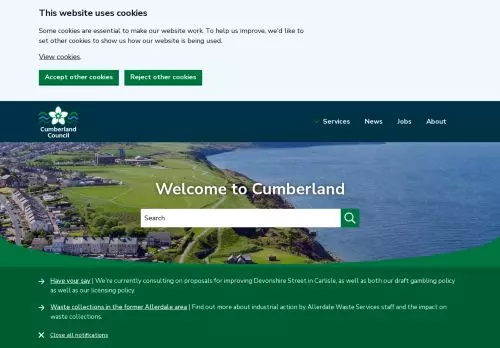 This website uses cookies
Some cookies are essential to make our website work. To help us improve, we'd like to
set other cookies to show us how our website is being used.
View cookies.
Accept other cookies
Reject other cookies
Cumberland
Council
Services
News
Jobs
About
Welcome to Cumberland
Search
Have your say | We're currently consulting on proposals for improving Devonshire Street in Carlisle, as well as both our draft gambling policy
as well as our licensing policy.
Waste collections in the former Allerdale area | Find out more about industrial action by Allerdale Waste Services staff and the impact on
waste collections.
Close all notifications